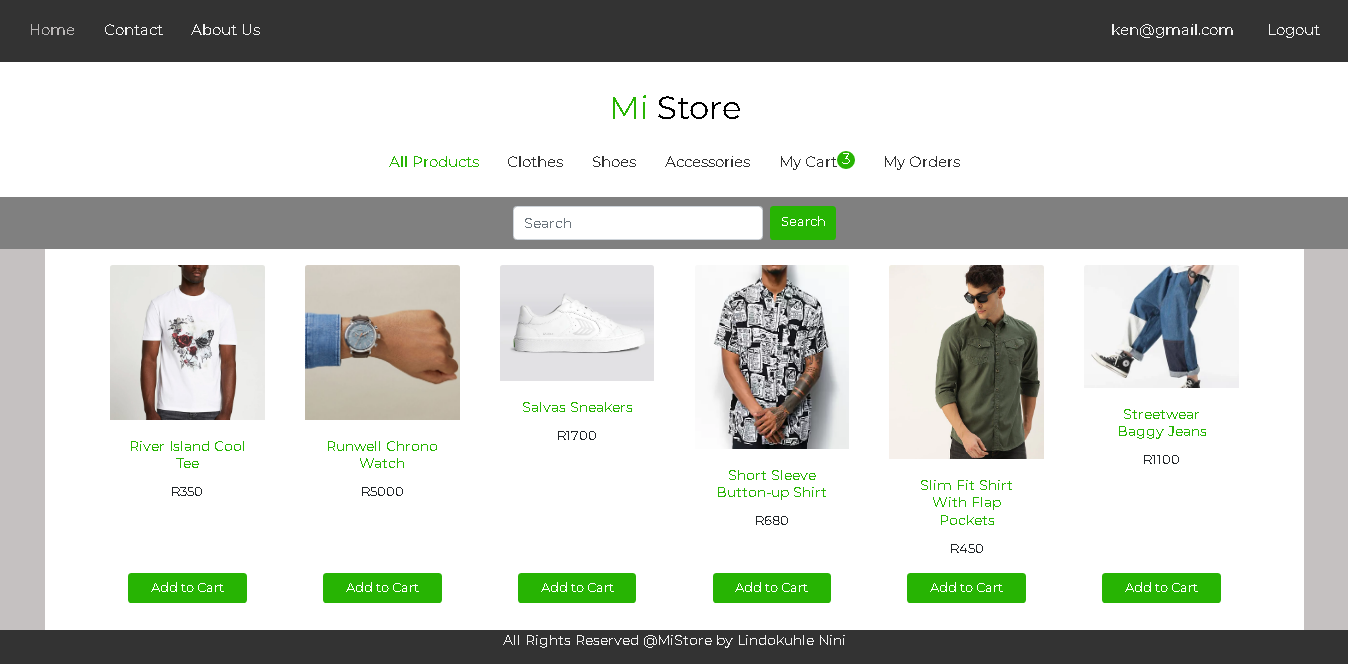 Home Contact About Us ken@gmail.com Logout
Mi Store
All Products Clothes Shoes Accessories My Cart 3 My Orders
Search Search
River Island Cool
Tee
R350
Add to Cart
Runwell Chrono
Watch
R5000
Add to Cart
Salvas Sneakers
R1700
Add to Cart
Short Sleeve
Button-up Shirt
R680
Add to Cart
Slim Fit Shirt
With Flap
Pockets
R450
Add to Cart
Streetwear
Baggy Jeans
R1100
Add to Cart
All Rights Reserved @MiStore by Lindokuhle Nini